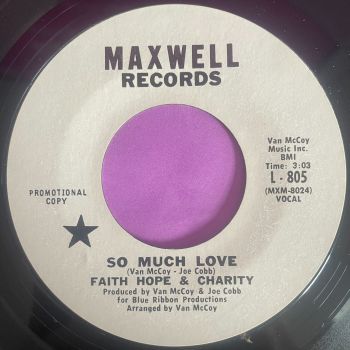 MAXWELL
RECORDS
Van McCoy
Music Inc.
BMI
Time: 3:03
L - 805
(MXM-8024)
VOCAL
PROMOTIONAL
COPY
SO MUCH LOVE
(Van McCoy - Joe Cobb)
FAITH HOPE & CHARITY
Produced by Van McCoy & Joe Cobb
for Blue Ribbon Productions
Arranged by Van McCoy